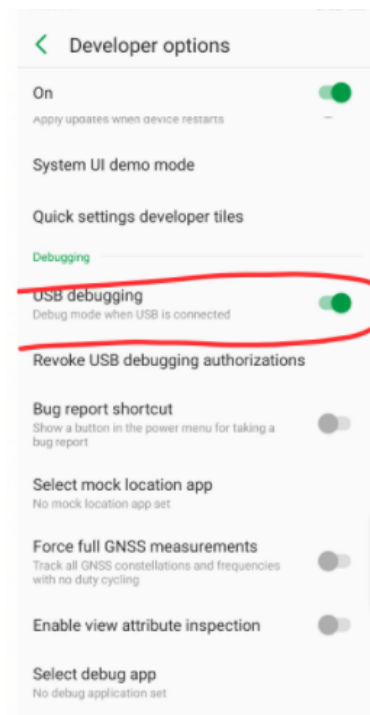 Developer options
On
Apply updates when device restarts
System UI demo mode
Quick settings developer tiles
Debugging
USB debugging
Debug mode when USB is connected
Revoke USB debugging authorizations
Bug report shortcut
Show a button in the power menu for taking a
bug report
Select mock location app
No mock location app set
Force full GNSS measurements
Track all GNSS constellations and frequencies
with no duty cycling
Enable view attribute inspection
Select debug app
No debug application set